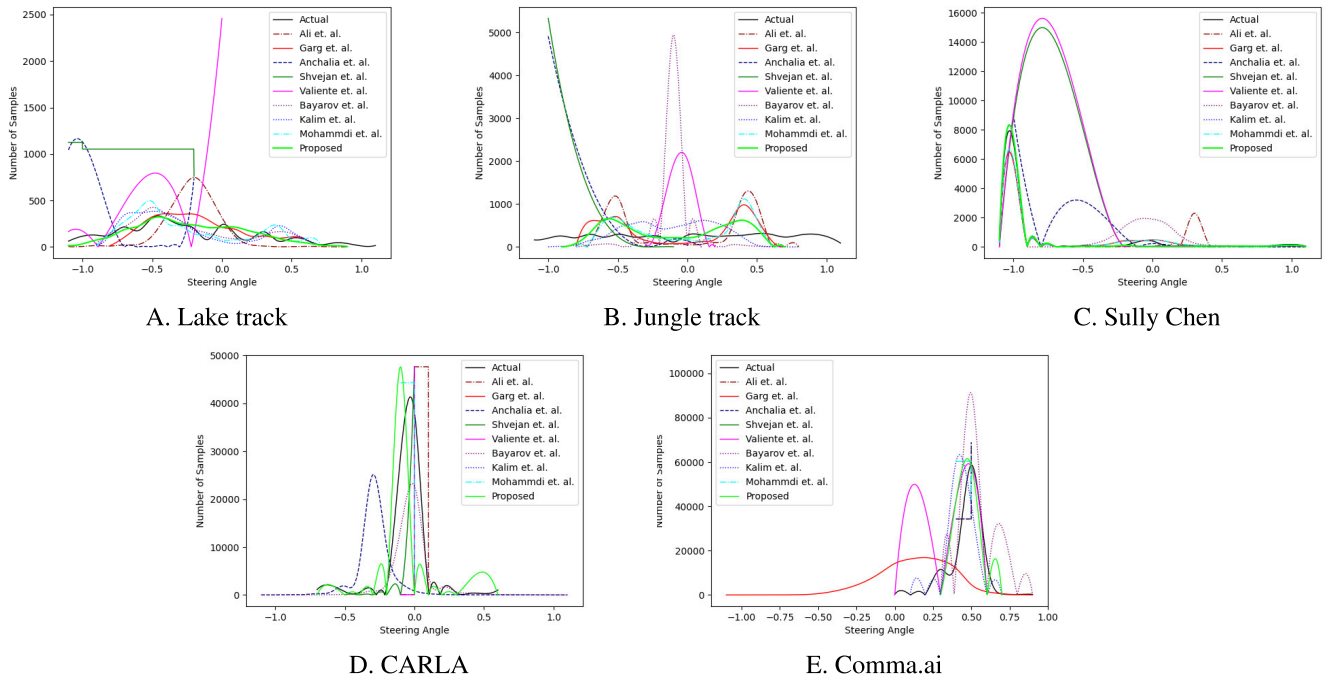 2500
2000
1500
1000
500
0
Number of Samples
−1.0
−0.5
0.0
0.5
1.0
Steering Angle
Actual
Ali et. al.
Garg et. al.
Anchalia et. al.
Shvejan et. al.
Valiente et. al.
Bayarov et. al.
Kalim et. al.
Mohammdi et. al.
Proposed
A. Lake track
5000
4000
3000
2000
1000
0
Number of Samples
−1.0
−0.5
0.0
0.5
1.0
Steering Angle
Actual
Ali et. al.
Garg et. al.
Anchalia et. al.
Shvejan et. al.
Valiente et. al.
Bayarov et. al.
Kalim et. al.
Mohammdi et. al.
Proposed
B. Jungle track
16000
14000
12000
10000
8000
6000
4000
2000
0
Number of Samples
−1.0
−0.5
0.0
0.5
1.0
Steering Angle
Actual
Ali et. al.
Garg et. al.
Anchalia et. al.
Shvejan et. al.
Valiente et. al.
Bayarov et. al.
Kalim et. al.
Mohammdi et. al.
Proposed
C. Sully Chen
50000
40000
30000
20000
10000
0
Number of Samples
−1.0
−0.5
0.0
0.5
1.0
Steering Angle
Actual
Ali et. al.
Garg et. al.
Anchalia et. al.
Shvejan et. al.
Valiente et. al.
Bayarov et. al.
Kalim et. al.
Mohammdi et. al.
Proposed
D. CARLA
100000
80000
60000
40000
20000
0
Number of Samples
−1.00
−0.75
−0.50
−0.25
0.00
0.25
0.50
0.75
1.00
Steering Angle
Actual
Ali et. al.
Garg et. al.
Anchalia et. al.
Shvejan et. al.
Valiente et. al.
Bayarov et. al.
Kalim et. al.
Mohammdi et. al.
Proposed
E. Comma.ai